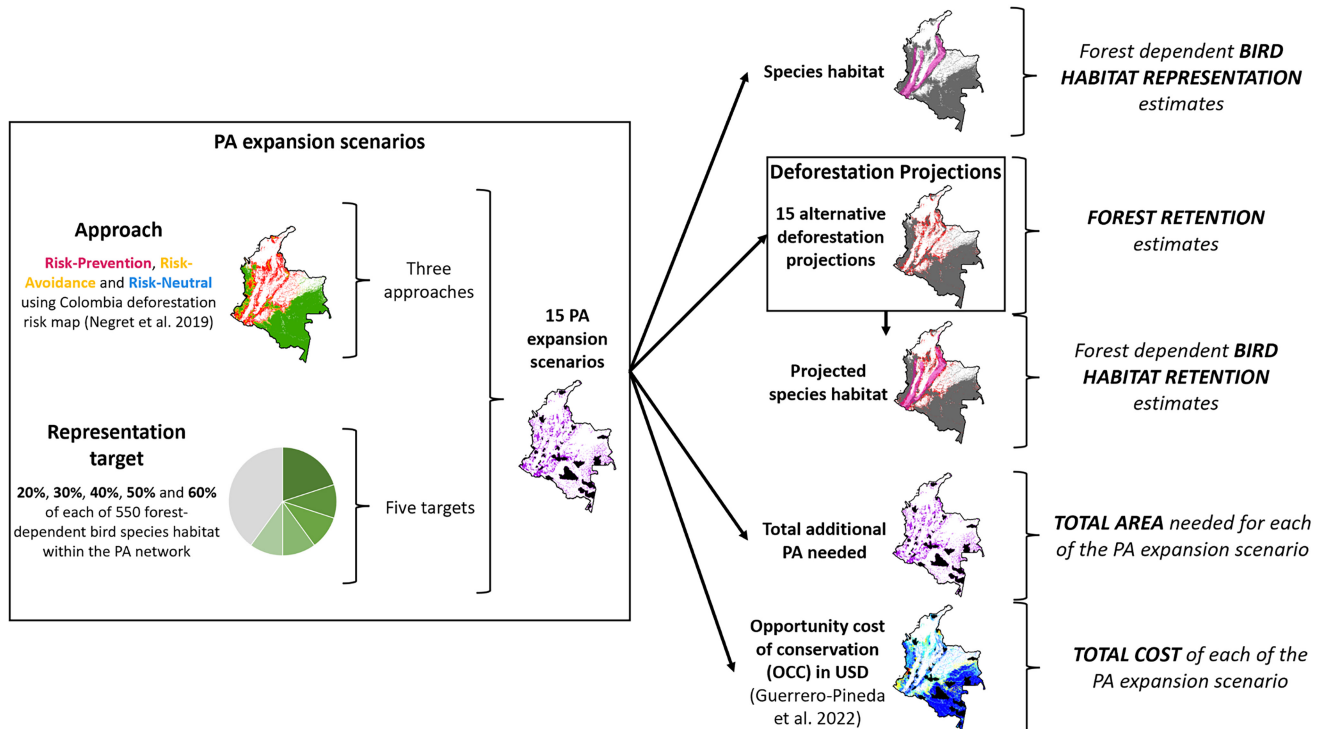 PA expansion scenarios
Approach
Risk-Prevention, Risk-
Avoidance and Risk-Neutral
using Colombia deforestation
risk map (Negret et al. 2019)
Three
approaches
Representation
target
20%, 30%, 40%, 50% and 60%
of each of 550 forest-
dependent bird species habitat
within the PA network
Five targets
15 PA
expansion
scenarios
Species habitat
Forest dependent BIRD
HABITAT REPRESENTATION
estimates
Deforestation Projections
15 alternative
deforestation
projections
FOREST RETENTION
estimates
Projected
species habitat
Forest dependent BIRD
HABITAT RETENTION
estimates
Total additional
PA needed
TOTAL AREA needed for each
of the PA expansion scenario
Opportunity cost
of conservation
(OCC) in USD
(Guerrero-Pineda
et al. 2022)
TOTAL COST of each of the
PA expansion scenario